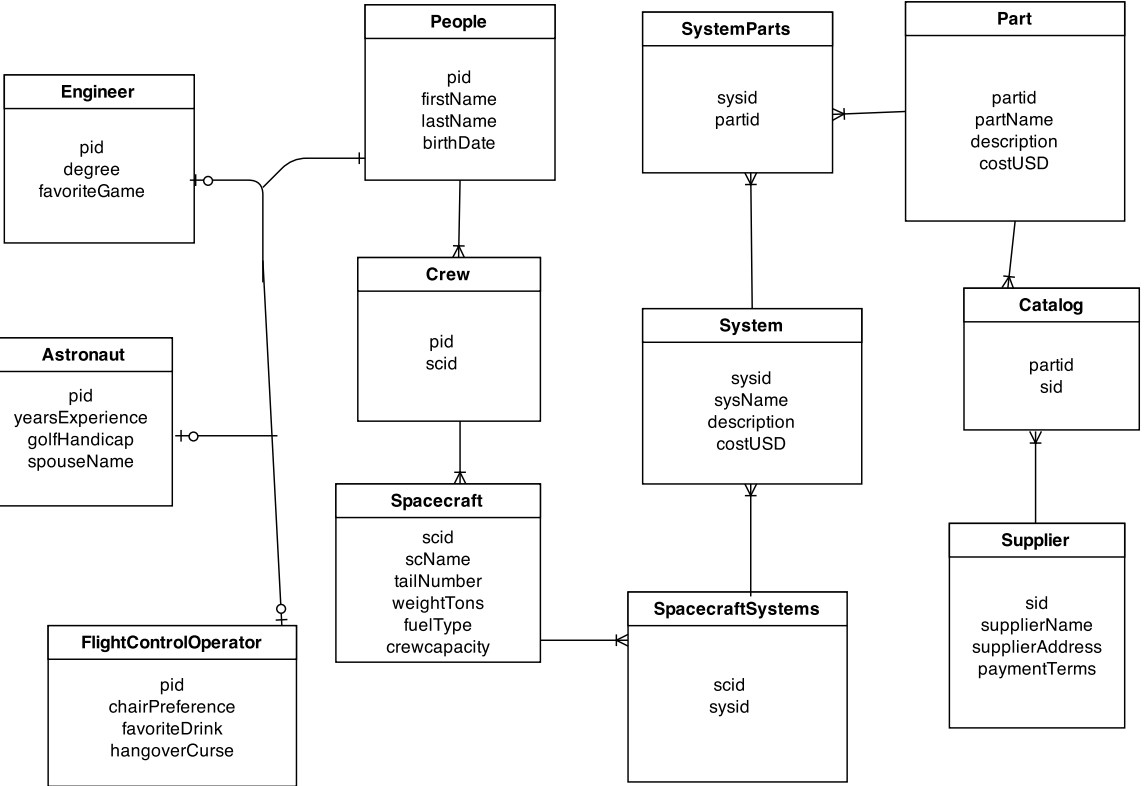 People
pid
firstName
lastName
birthDate
SystemParts
sysid
partid
Part
partid
partName
description
costUSD
Engineer
pid
degree
favoriteGame
Crew
pid
scid
System
sysid
sysName
description
costUSD
Catalog
partid
sid
Astronaut
pid
yearsExperience
golfHandicap
spouseName
Spacecraft
scid
scName
tailNumber
weightTons
fuelType
crewcapacity
Supplier
sid
supplierName
supplierAddress
paymentTerms
FlightControlOperator
pid
chairPreference
favoriteDrink
hangoverCurse
SpacecraftSystems
scid
sysid